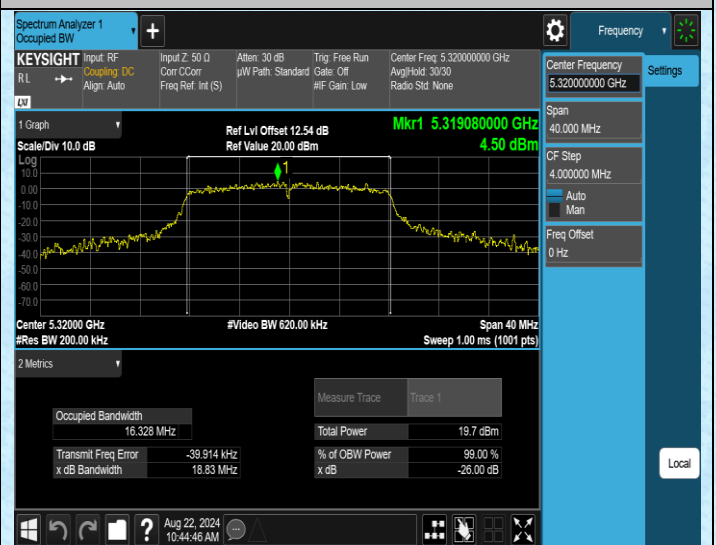 Spectrum Analyzer 1
Occupied BW
Frequency
KEYSIGHT
RL
LXI
Input: RF
Coupling: DC
Align: Auto
Input Z: 50 Ω
Corr CCorr
Freq Ref: Int (S)
Atten: 30 dB
µW Path: Standard
Trig: Free Run
Gate: Off
#IF Gain: Low
Center Freq: 5.320000000 GHz
Avg|Hold: 30/30
Radio Std: None
Center Frequency
5.320000000 GHz
Settings
Span
40.000 MHz
CF Step
4.000000 MHz
Auto
Man
Freq Offset
0 Hz
1 Graph
Scale/Div 10.0 dB
Ref Lvl Offset 12.54 dB
Ref Value 20.00 dBm
Mkr1 5.319080000 GHz
4.50 dBm
Log
10.0
0.00
-10.0
-20.0
-30.0
-40.0
-50.0
-60.0
-70.0
1
Center 5.32000 GHz
#Res BW 200.00 kHz
#Video BW 620.00 kHz
Span 40 MHz
Sweep 1.00 ms (1001 pts)
2 Metrics
Measure Trace
Trace 1
Occupied Bandwidth
16.328 MHz
Total Power
19.7 dBm
Transmit Freq Error
-39.914 kHz
% of OBW Power
99.00 %
x dB Bandwidth
18.83 MHz
x dB
-26.00 dB
Local
?
Aug 22, 2024
10:44:46 AM